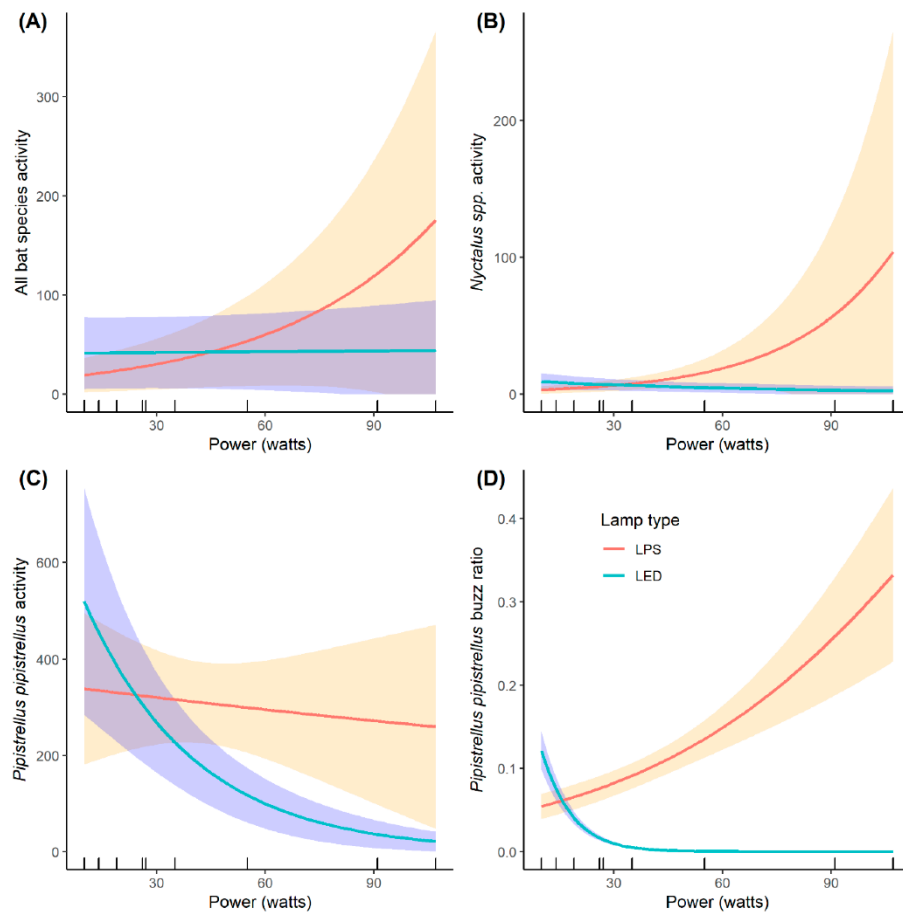 (A)
All bat species activity
300
200
100
0
30 60 90
Power (watts)
(B)
Nyctalus spp. activity
200
100
0
30 60 90
Power (watts)
(C)
Pipistrellus pipistrellus activity
600
400
200
0
30 60 90
Power (watts)
(D)
Pipistrellus pipistrellus buzz ratio
0.4
0.3
0.2
0.1
0.0
Lamp type
LPS
LED
30 60 90
Power (watts)